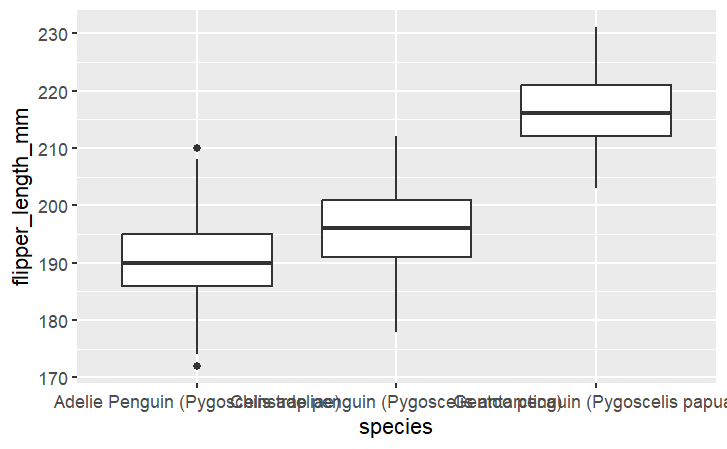 230
220
210
200
190
180
170
flipper_length_mm
Adelie Penguin (Pygoscelis adeliae) Chinstrap penguin (Pygoscelis antarctica) Gentoo penguin (Pygoscelis papua
species